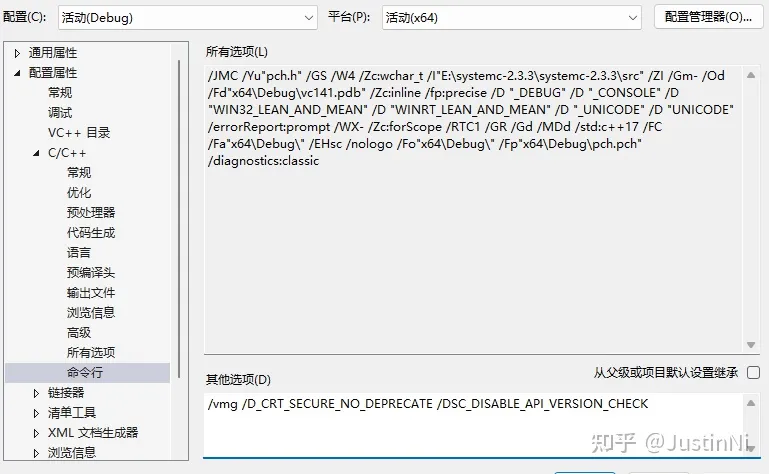 配置(C):
活动(Debug)
平台(P):
活动(x64)
配置管理器(O)...
通用属性
配置属性
常规
调试
VC++ 目录
C/C++
常规
优化
预处理器
代码生成
语言
预编译头
输出文件
浏览信息
高级
所有选项
命令行
链接器
清单工具
XML 文档生成器
浏览信息
所有选项(L)
/JMC /Yu"pch.h" /GS /W4 /Zc:wchar_t /I"E:\systemc-2.3.3\systemc-2.3.3\src" /ZI /Gm- /Od
/Fd"x64\Debug\vc141.pdb" /Zc:inline /fp:precise /D "_DEBUG" /D "_CONSOLE" /D
"WIN32_LEAN_AND_MEAN" /D "WINRT_LEAN_AND_MEAN" /D "_UNICODE" /D "UNICODE"
/errorReport:prompt /WX- /Zc:forScope /RTC1 /GR /Gd /MDd /std:c++17 /FC
/Fa"x64\Debug\" /EHsc /nologo /Fo"x64\Debug\" /Fp"x64\Debug\pch.pch"
/diagnostics:classic
从父级或项目默认设置继承
其他选项(D)
/vmg /D_CRT_SECURE_NO_DEPRECATE /DSC_DISABLE_API_VERSION_CHECK
知乎 @JustinNi